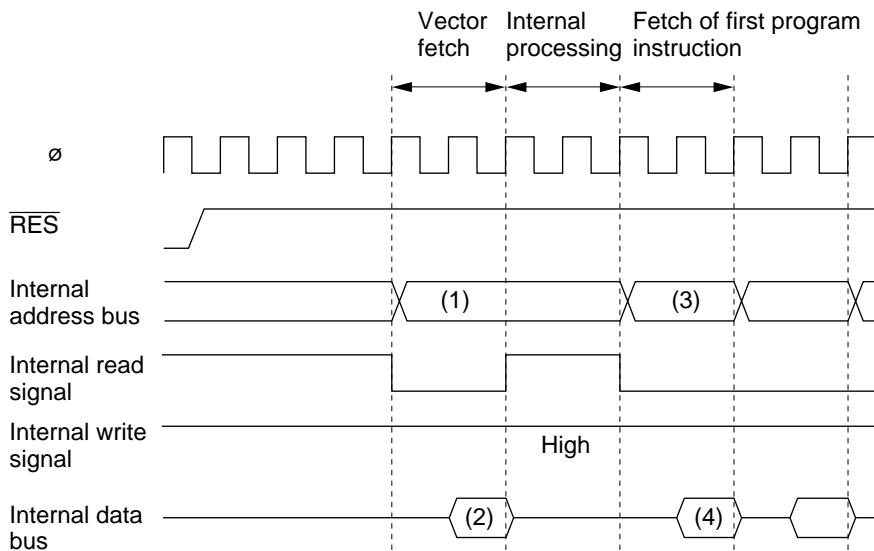 Vector
fetch
Internal
processing
Fetch of first program
instruction
ø
RES
Internal
address bus
(1)
(3)
Internal read
signal
Internal write
signal
High
Internal data
bus
(2)
(4)